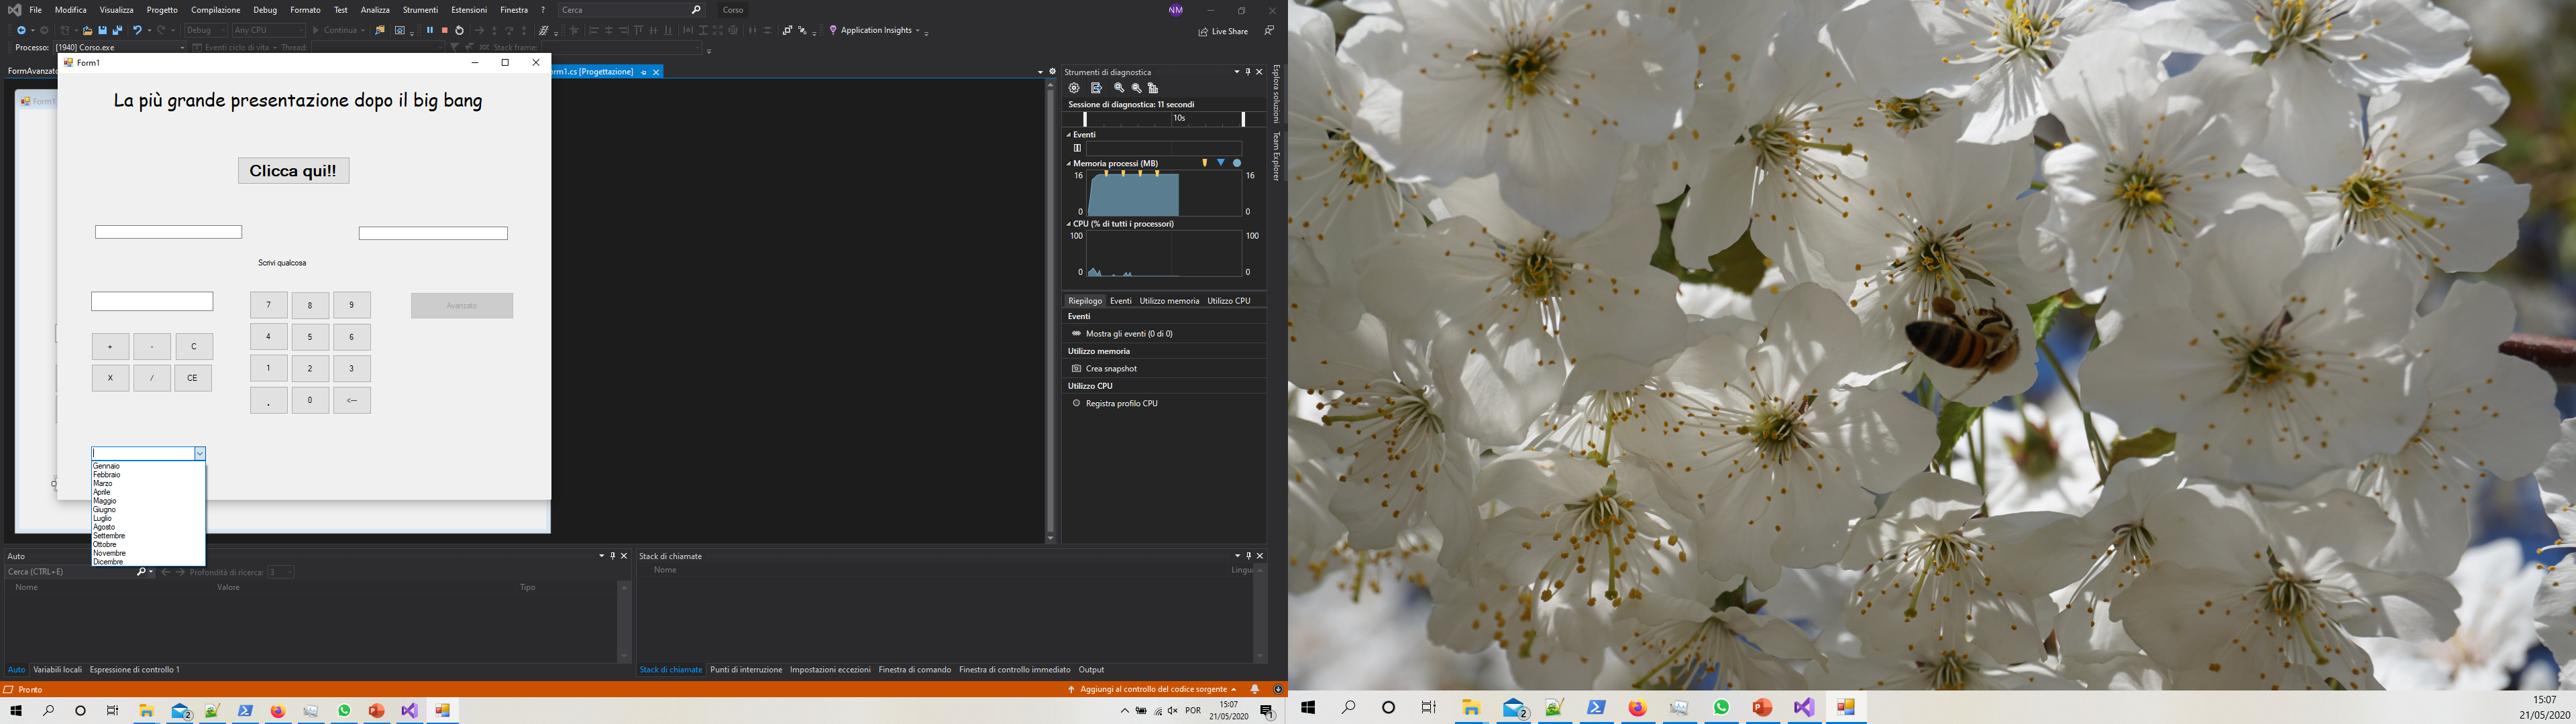 File Modifica Visualizza Progetto Compilazione Debug Formato Test Analizza Strumenti Estensioni Finestra ? Cerca Corso NM
Debug Any CPU Continua Application Insights Live Share
Processo: [1940] Corso.exe Eventi ciclo di vita Thread: Stack frame:
FormAvanzato orm1.cs [Progettazione]
Form1
Form1
La più grande presentazione dopo il big bang
Clicca qui!!
Scrivi qualcosa
7 8 9
Avanzato
4 5 6
+ - C
1 2 3
X / CE
. 0 <--
Gennaio
Febbraio
Marzo
Aprile
Maggio
Giugno
Luglio
Agosto
Settembre
Ottobre
Novembre
Dicembre
Strumenti di diagnostica
Sessione di diagnostica: 11 secondi
10s
Eventi
Memoria processi (MB)
16 16
0 0
CPU (% di tutti i processori)
100 100
0 0
Riepilogo Eventi Utilizzo memoria Utilizzo CPU
Eventi
Mostra gli eventi (0 di 0)
Utilizzo memoria
Crea snapshot
Utilizzo CPU
Registra profilo CPU
Esplora soluzioni
Team Explorer
Auto
Cerca (CTRL+E) Profondità di ricerca: 3
Nome Valore Tipo
Auto Variabili locali Espressione di controllo 1
Stack di chiamate
Nome Lingu
Stack di chiamate Punti di interruzione Impostazioni eccezioni Finestra di comando Finestra di controllo immediato Output
Pronto
Aggiungi al controllo del codice sorgente
2
POR
15:07
21/05/2020
1
2
15:07
21/05/2020